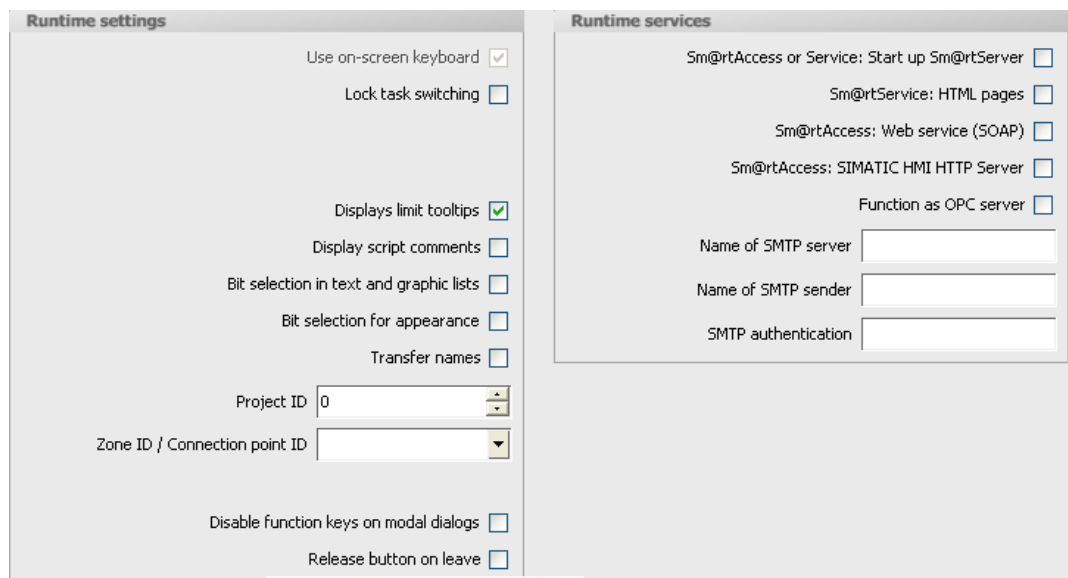 Runtime settings
Use on-screen keyboard
Lock task switching
Displays limit tooltips
Display script comments
Bit selection in text and graphic lists
Bit selection for appearance
Transfer names
Project ID 0
Zone ID / Connection point ID
Disable function keys on modal dialogs
Release button on leave
Runtime services
Sm@rtAccess or Service: Start up Sm@rtServer
Sm@rtService: HTML pages
Sm@rtAccess: Web service (SOAP)
Sm@rtAccess: SIMATIC HMI HTTP Server
Function as OPC server
Name of SMTP server
Name of SMTP sender
SMTP authentication